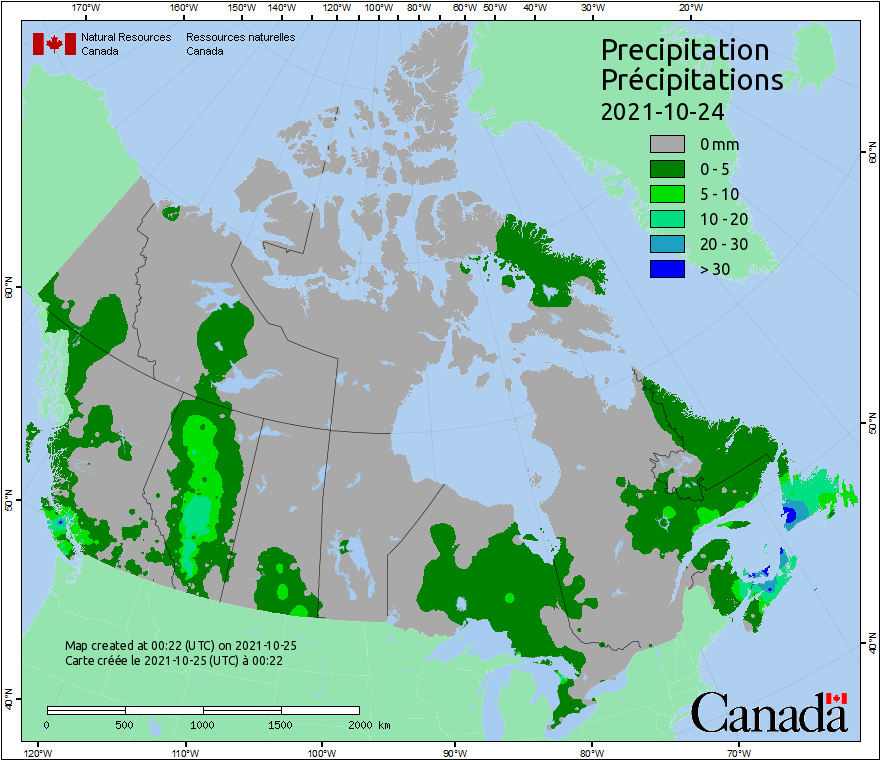 170°W 160°W 150°W 140°W 120°W 100°W 80°W 60°W 50°W 40°W 30°W 20°W
Natural Resources Canada
Ressources naturelles Canada
Precipitation
Précipitations
2021-10-24
0 mm
0 - 5
5 - 10
10 - 20
20 - 30
> 30
60°N
60°N
50°N
50°N
40°N
40°N
Map created at 00:22 (UTC) on 2021-10-25
Carte créée le 2021-10-25 (UTC) à 00:22
0 500 1000 1500 2000 km
Canada
120°W 110°W 100°W 90°W 80°W 70°W